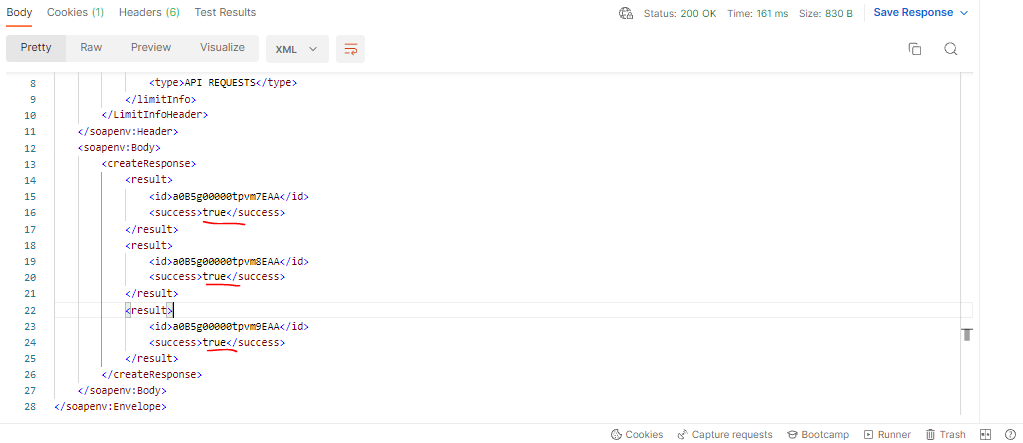 Body Cookies (1) Headers (6) Test Results Status: 200 OK Time: 161 ms Size: 830 B Save Response
Pretty Raw Preview Visualize XML
8 <type>API REQUESTS</type>
9 </limitInfo>
10 </LimitInfoHeader>
11 </soapenv:Header>
12 <soapenv:Body>
13 <createResponse>
14 <result>
15 <id>a0B5g00000tpvm7EAA</id>
16 <success>true</success>
17 </result>
18 <result>
19 <id>a0B5g00000tpvm8EAA</id>
20 <success>true</success>
21 </result>
22 <result>
23 <id>a0B5g00000tpvm9EAA</id>
24 <success>true</success>
25 </result>
26 </createResponse>
27 </soapenv:Body>
28 </soapenv:Envelope>
Cookies Capture requests Bootcamp Runner Trash